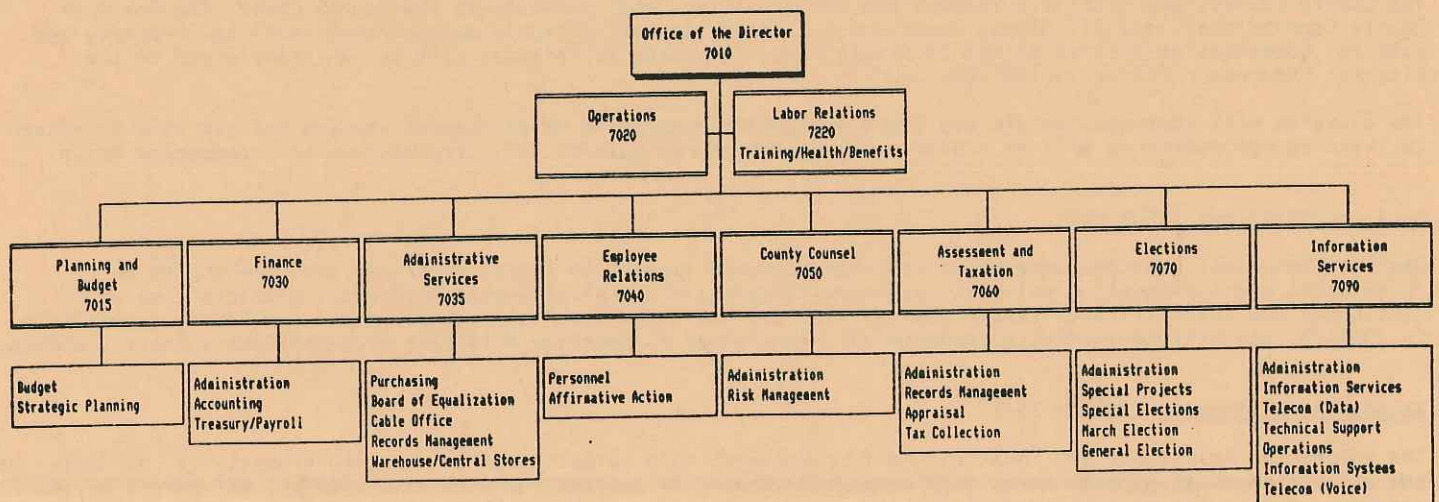 Office of the Director
7010
Operations
7020
Labor Relations
7220
Training/Health/Benefits
Planning and
Budget
7015
Finance
7030
Administrative
Services
7035
Employee
Relations
7040
County Counsel
7050
Assessment and
Taxation
7060
Elections
7070
Information
Services
7090
Budget
Strategic Planning
Administration
Accounting
Treasury/Payroll
Purchasing
Board of Equalization
Cable Office
Records Management
Warehouse/Central Stores
Personnel
Affirmative Action
Administration
Risk Management
Administration
Records Management
Appraisal
Tax Collection
Administration
Special Projects
Special Elections
March Election
General Election
Administration
Information Services
Telecom (Data)
Technical Support
Operations
Information Systems
Telecom (Voice)